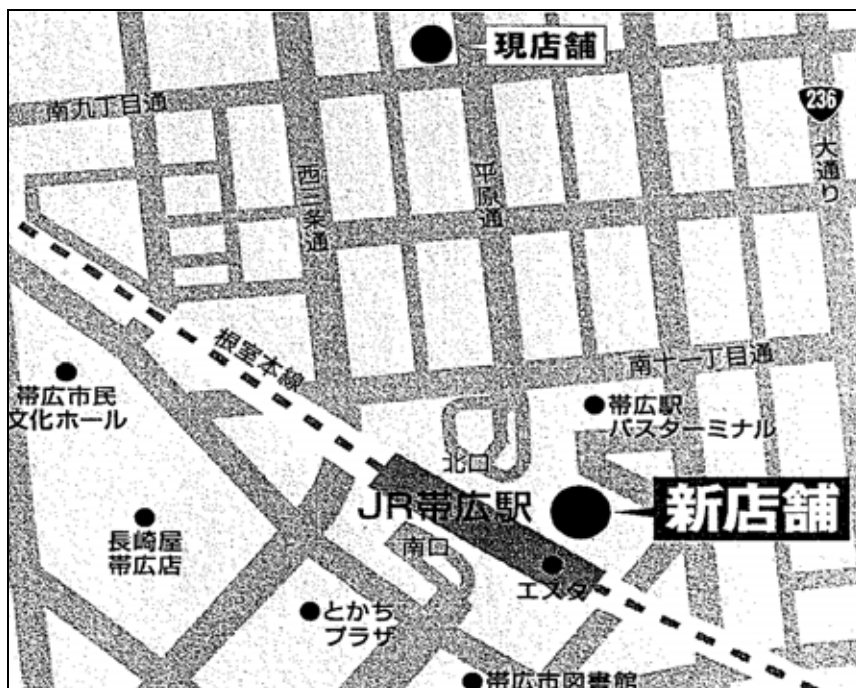 現店舗
236
南九丁目通
大通り
西三条通
平原通
根室本線
南十一丁目通
帯広市民
文化ホール
帯広駅
バスターミナル
北口
JR帯広駅
新店舗
長崎屋
帯広店
南口
エスタ
とかち
プラザ
帯広市図書館